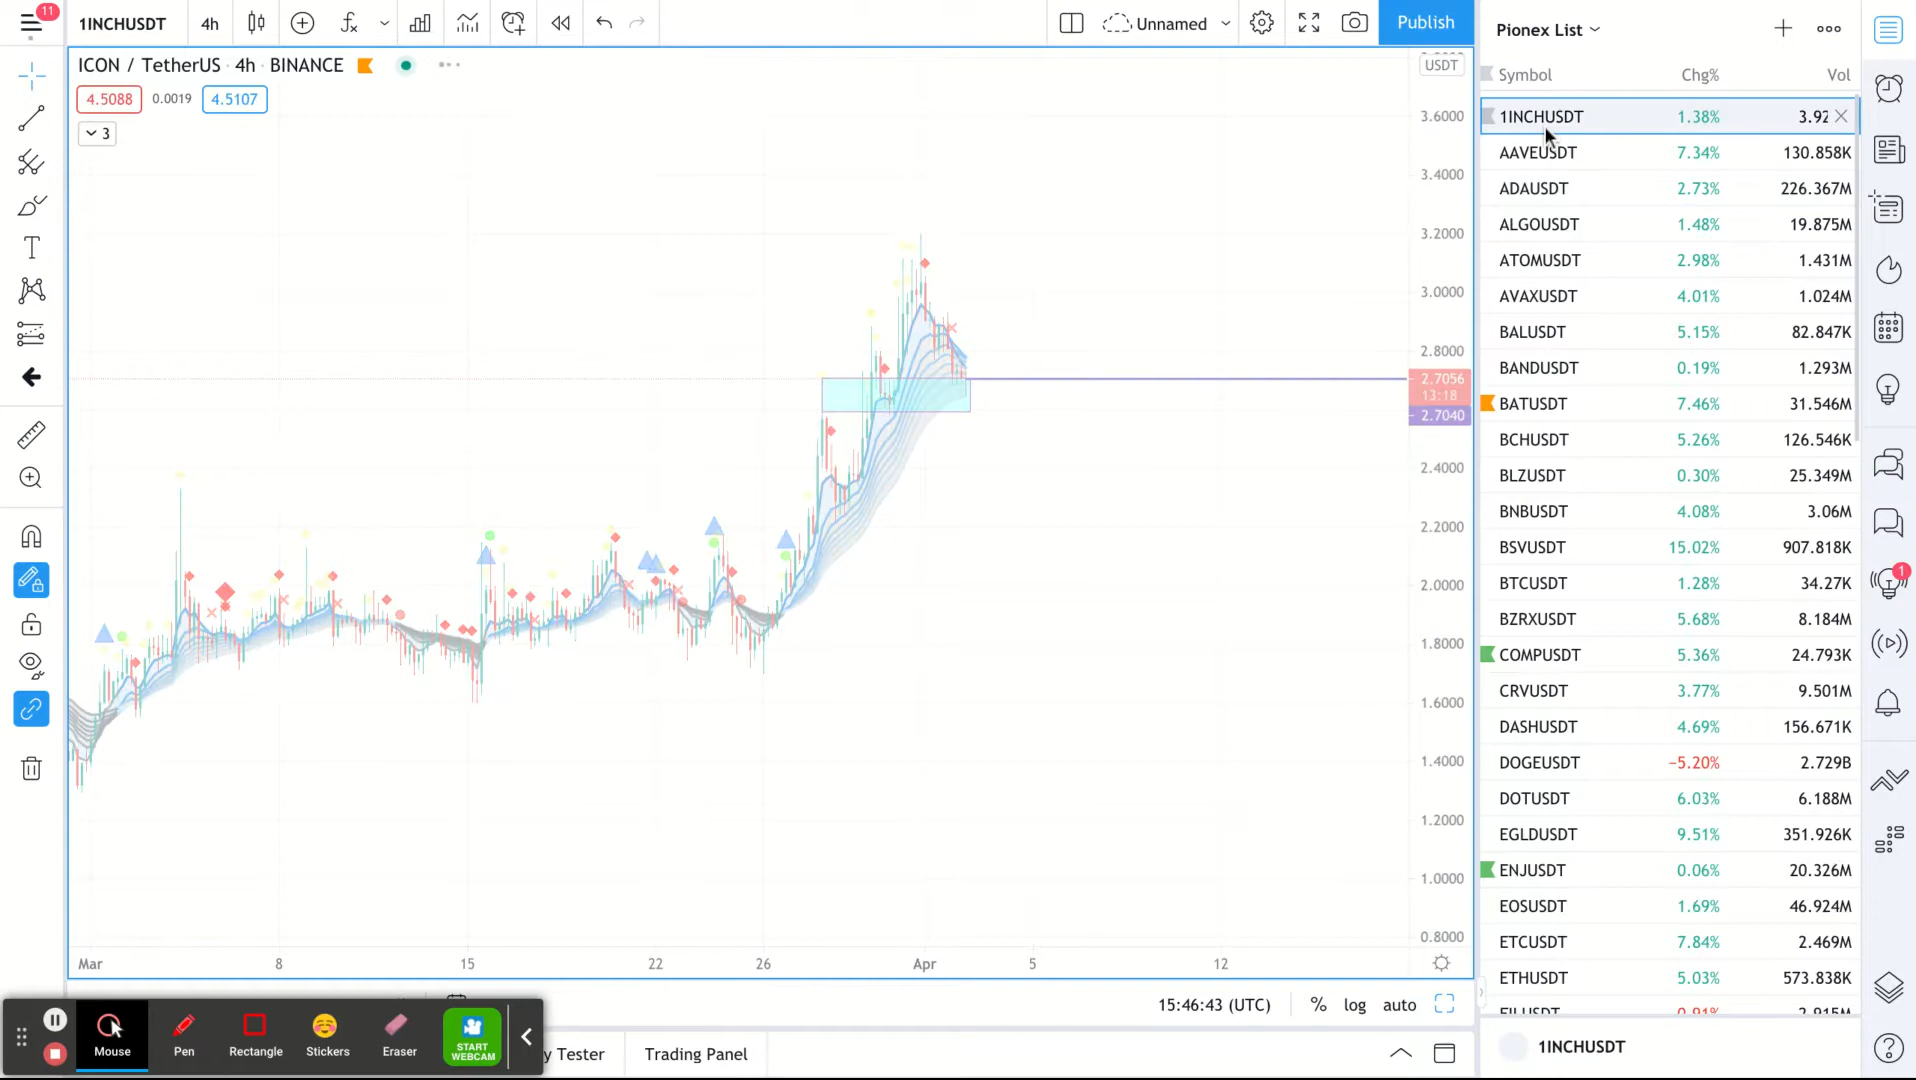 11
1INCHUSDT
4h
Unnamed
Publish
Pionex List
ICON / TetherUS · 4h · BINANCE
USDT
4.5088
0.0019
4.5107
3
3.6000
3.4000
3.2000
3.0000
2.8000
2.7056
13:18
2.7040
2.4000
2.2000
2.0000
1.8000
1.6000
1.4000
1.2000
1.0000
0.8000
Mar
8
15
22
26
Apr
5
12
15:46:43 (UTC)
%
log
auto
Mouse
Pen
Rectangle
Stickers
Eraser
START
WEBCAM
y Tester
Trading Panel
Symbol Chg% Vol
1INCHUSDT 1.38% 3.92
AAVEUSDT 7.34% 130.858K
ADAUSDT 2.73% 226.367M
ALGOUSDT 1.48% 19.875M
ATOMUSDT 2.98% 1.431M
AVAXUSDT 4.01% 1.024M
BALUSDT 5.15% 82.847K
BANDUSDT 0.19% 1.293M
BATUSDT 7.46% 31.546M
BCHUSDT 5.26% 126.546K
BLZUSDT 0.30% 25.349M
BNBUSDT 4.08% 3.06M
BSVUSDT 15.02% 907.818K
BTCUSDT 1.28% 34.27K
BZRXUSDT 5.68% 8.184M
COMPUSDT 5.36% 24.793K
CRVUSDT 3.77% 9.501M
DASHUSDT 4.69% 156.671K
DOGEUSDT −5.20% 2.729B
DOTUSDT 6.03% 6.188M
EGLDUSDT 9.51% 351.926K
ENJUSDT 0.06% 20.326M
EOSUSDT 1.69% 46.924M
ETCUSDT 7.84% 2.469M
ETHUSDT 5.03% 573.838K
1INCHUSDT
1